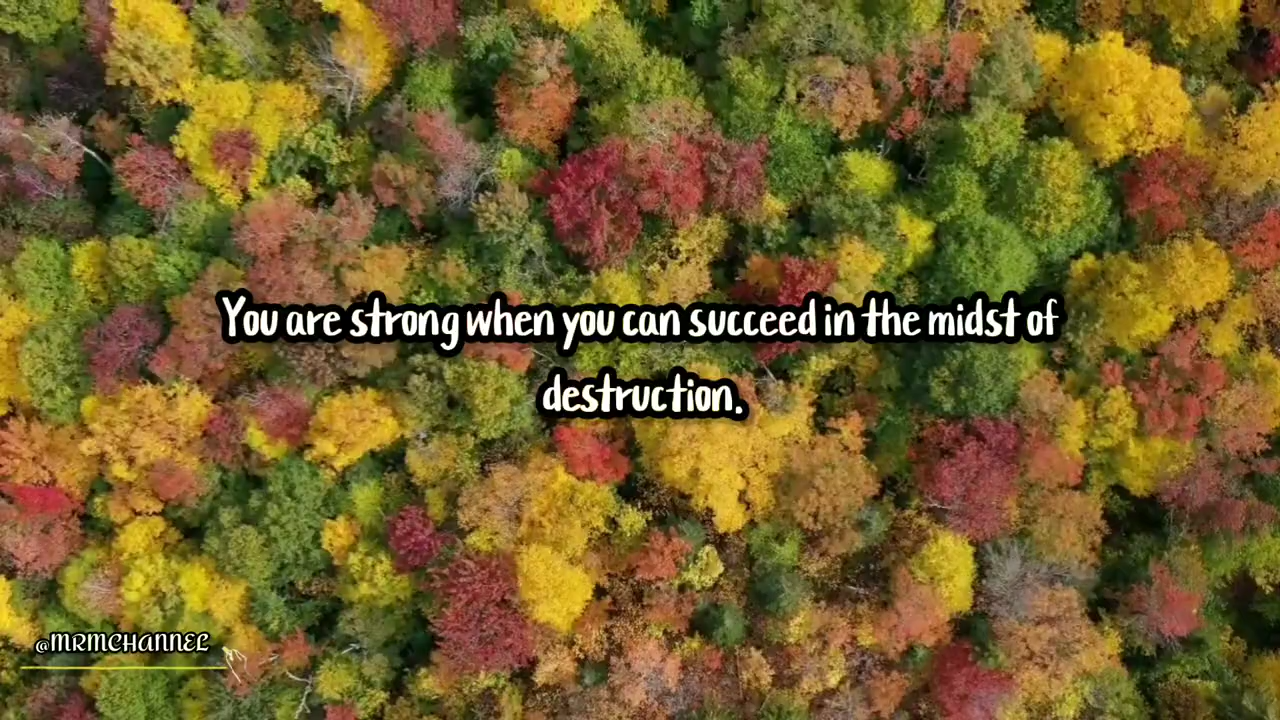 You are strong when you can succeed in the midst of
destruction.
@MRMCHANNEL